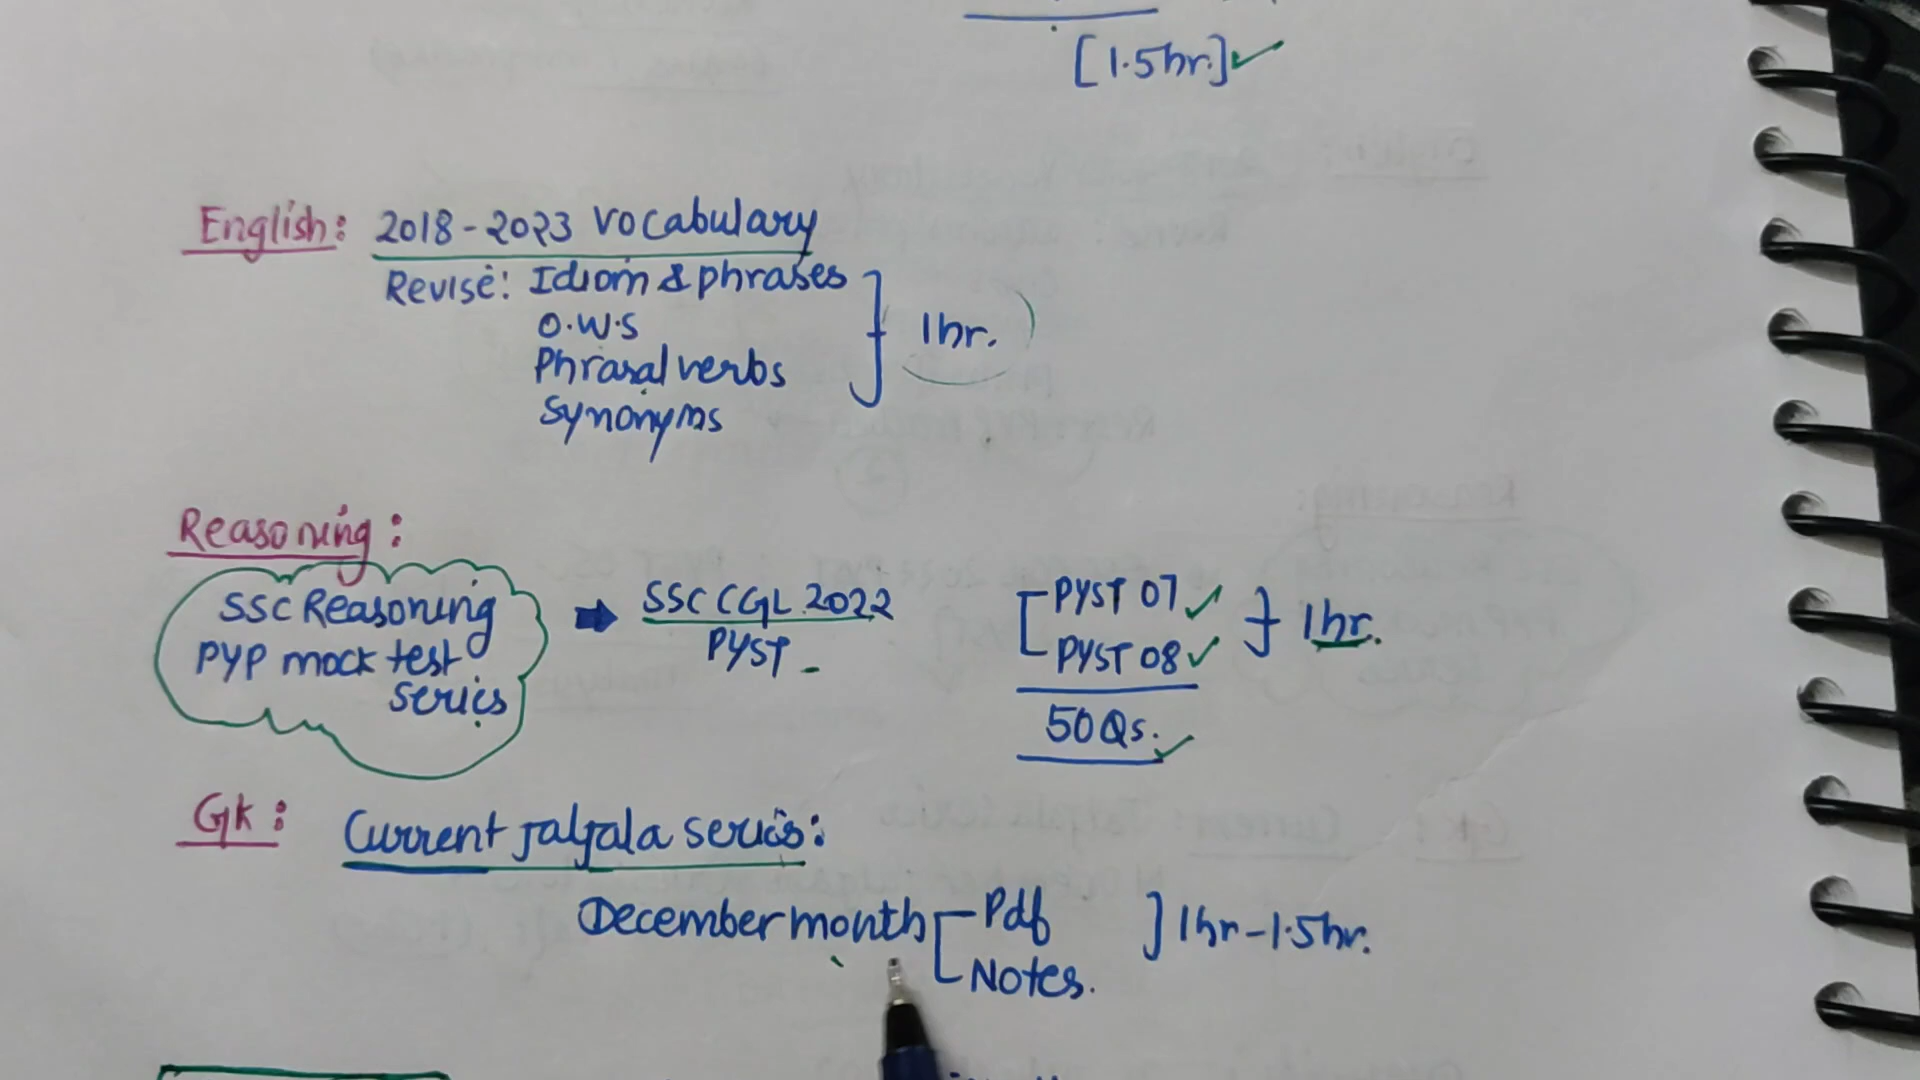 [1.5hr.]
English: 2018-2023 Vocabulary
Revise: Idiom & phrases
O.W.S
Phrasal verbs
Synonyms
1hr.
Reasoning:
SSC Reasoning
PYP mock test
series
SSC CGL 2022
PYST
PYST 07
PYST 08
1hr.
50Qs.
Gk: Current Jaljala series:
December month
Pdf
Notes.
1hr-1.5hr.